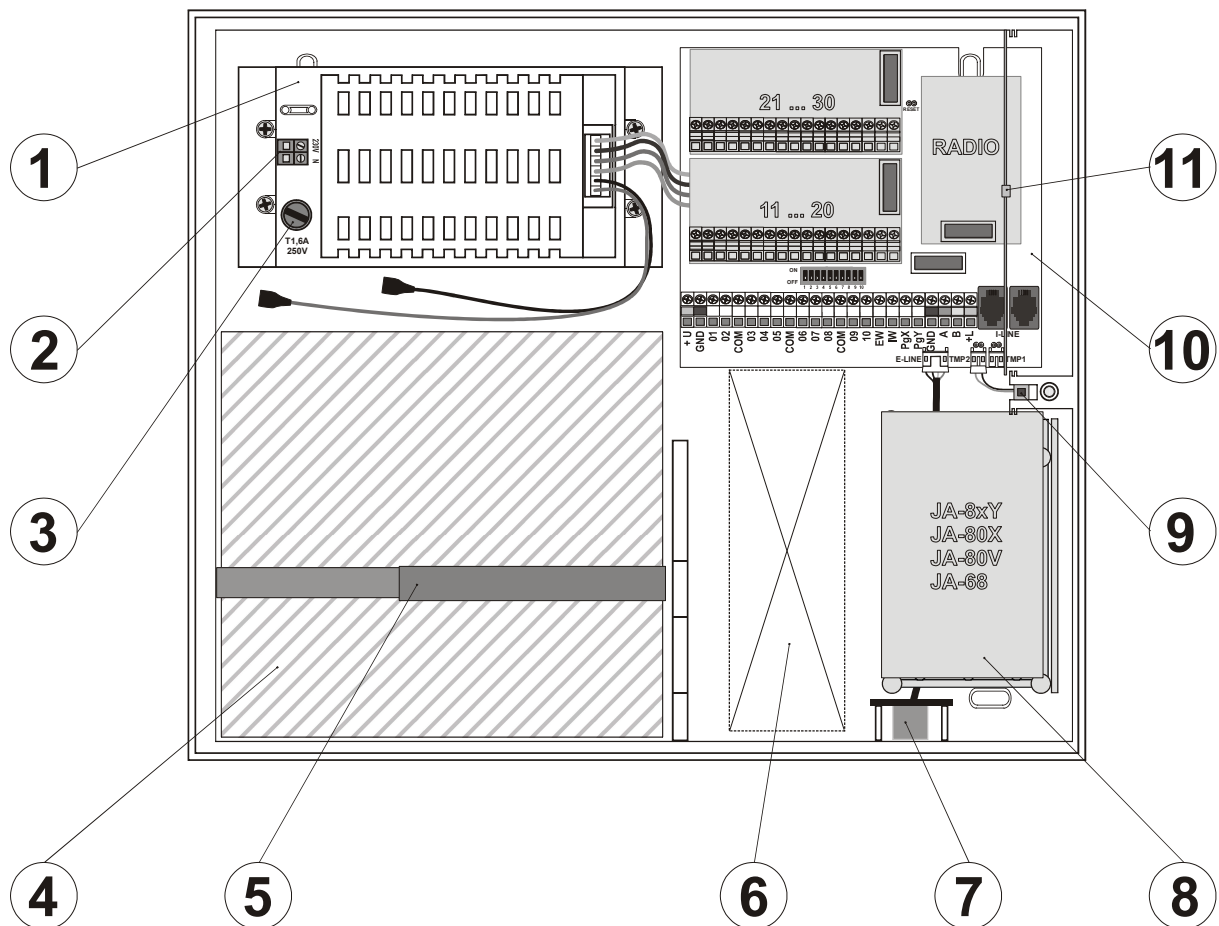 21 ... 30
RESET
RADIO
230V
N
11 ... 20
T1,6A
250V
ON
OFF
1 2 3 4 5 6 7 8 9 10
+U GND 01 02 COM 03 04 05 COM 06 07 08 COM 09 10 EW IW PgX PgY GND A B +L
I-LINE
E-LINE
TMP2
TMP1
JA-8xY
JA-80X
JA-80V
JA-68
1
2
3
4
5
6
7
8
9
10
11